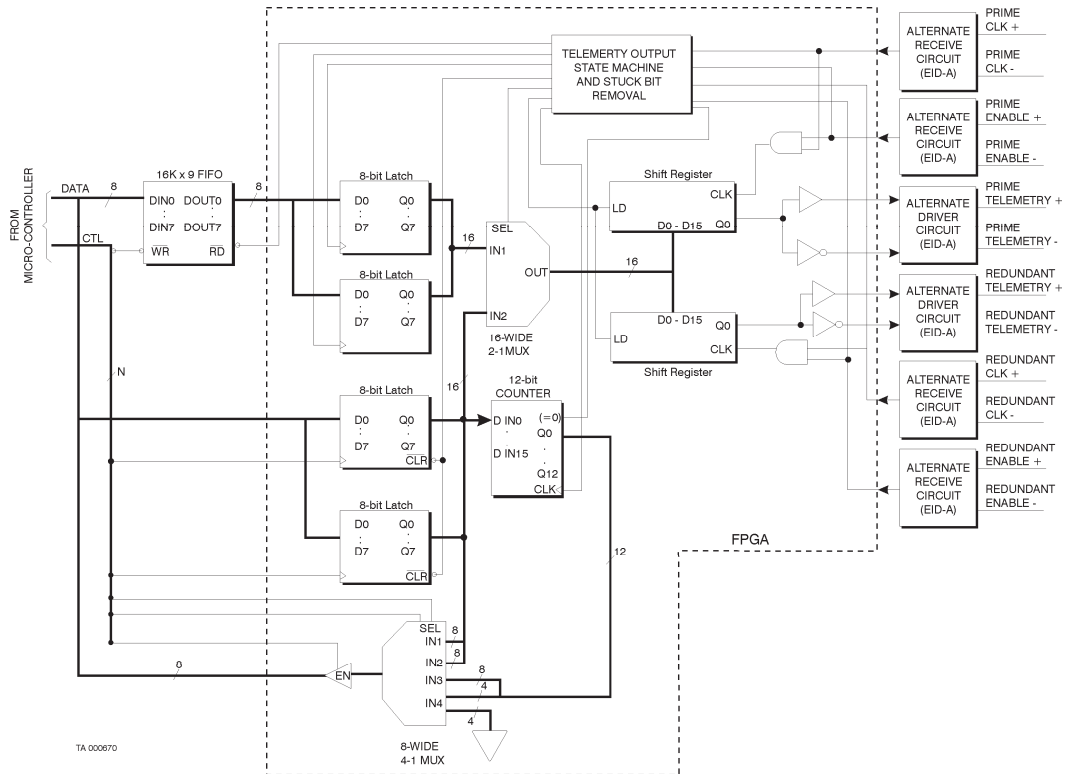 TELEMERTY OUTPUT
STATE MACHINE
AND STUCK BIT
REMOVAL
ALTERNATE
RECEIVE
CIRCUIT
(EID-A)
PRIME
CLK +
PRIME
CLK -
ALTERNATE
RECEIVE
CIRCUIT
(EID-A)
PRIME
ENABLE +
PRIME
ENABLE -
FROM
MICRO-CONTROLLER
DATA
8
CTL
16K x 9 FIFO
DIN0 DOUT0
: :
DIN7 DOUT7
WR RD
8
8-bit Latch
D0 Q0
: :
D7 Q7
8-bit Latch
D0 Q0
: :
D7 Q7
16
SEL
IN1
OUT
IN2
16-WIDE
2-1 MUX
16
Shift Register
CLK
LD
D0 - D15 Q0
ALTERNATE
DRIVER
CIRCUIT
(EID-A)
PRIME
TELEMETRY +
PRIME
TELEMETRY -
D0 - D15
Q0
LD
CLK
Shift Register
ALTERNATE
DRIVER
CIRCUIT
(EID-A)
REDUNDANT
TELEMETRY +
REDUNDANT
TELEMETRY -
ALTERNATE
RECEIVE
CIRCUIT
(EID-A)
REDUNDANT
CLK +
REDUNDANT
CLK -
ALTERNATE
RECEIVE
CIRCUIT
(EID-A)
REDUNDANT
ENABLE +
REDUNDANT
ENABLE -
N
16
8-bit Latch
D0 Q0
: :
D7 Q7
CLR
12-bit
COUNTER
D IN0 (=0)
Q0
D IN15
Q12
CLK
8-bit Latch
D0 Q0
: :
D7 Q7
CLR
12
FPGA
SEL
IN1 8
IN2 8
IN3 8
4
IN4
4
EN
0
8-WIDE
4-1 MUX
TA 000670